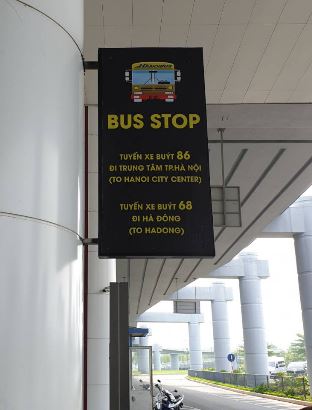 HANOIBUS
BUS STOP
TUYẾN XE BUÝT 86
ĐI TRUNG TÂM TP.HÀ NỘI
(TO HANOI CITY CENTER)
TUYẾN XE BUÝT 68
ĐI HÀ ĐÔNG
(TO HADONG)